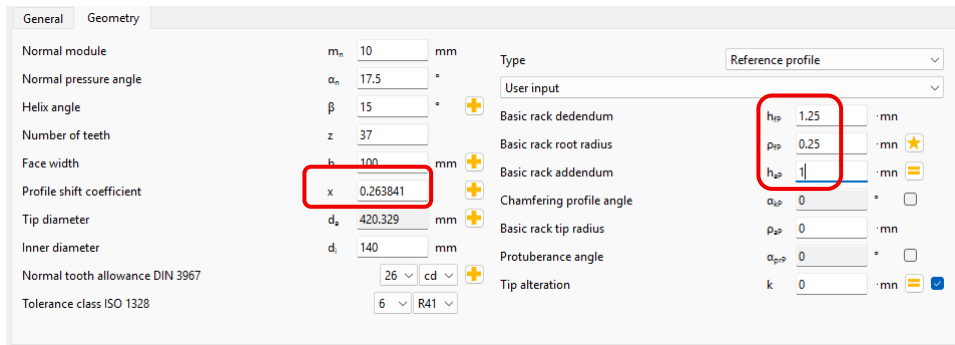 General Geometry
Normal module mₙ 10 mm
Normal pressure angle αₙ 17.5 °
Helix angle β 15 °
Number of teeth z 37
Face width b 100 mm
Profile shift coefficient x 0.263841
Tip diameter dₐ 420.329 mm
Inner diameter dᵢ 140 mm
Normal tooth allowance DIN 3967 26 cd
Tolerance class ISO 1328 6 R41
Type Reference profile
User input
Basic rack dedendum hfP 1.25 ·mn
Basic rack root radius ρfP 0.25 ·mn
Basic rack addendum haP 1 ·mn
Chamfering profile angle αkP 0 °
Basic rack tip radius ρaP 0 ·mn
Protuberance angle αprP 0 °
Tip alteration k 0 ·mn